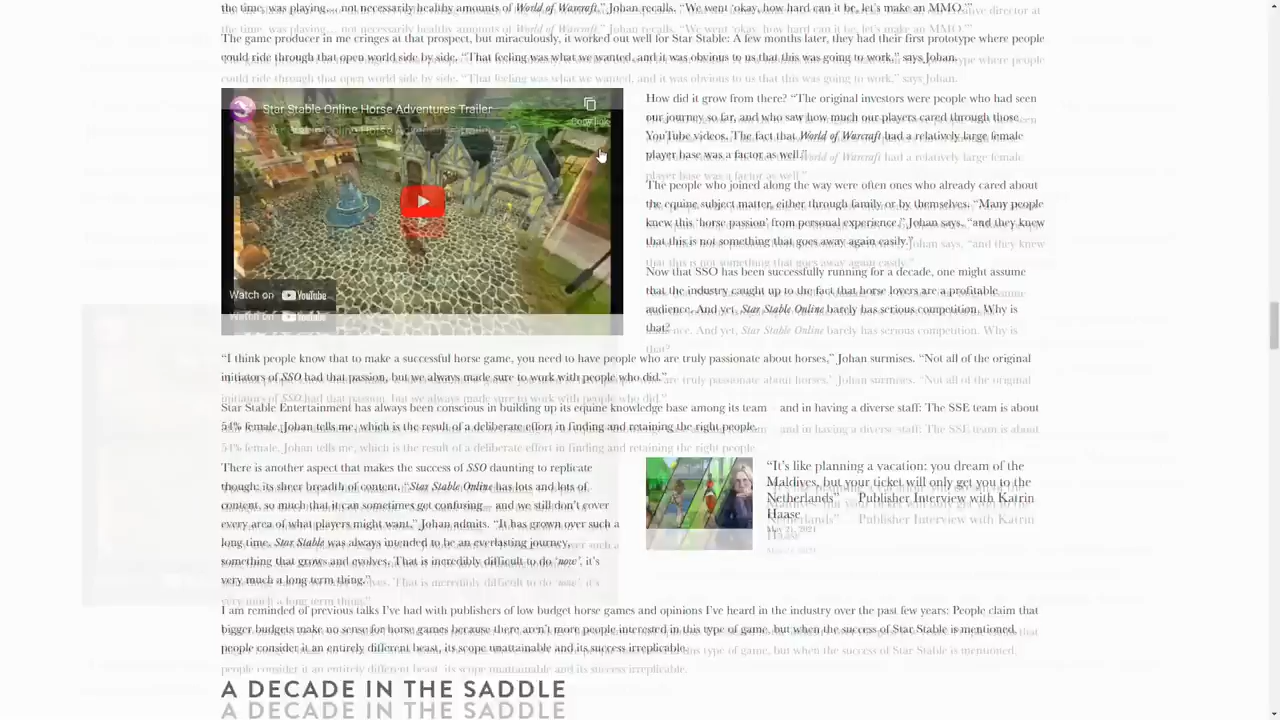 the time, was playing… not necessarily healthy amounts of World of Warcraft,” Johan recalls. “We went ‘okay, how hard can it be, let's make an MMO.’”
The game producer in me cringes at that prospect, but miraculously, it worked out well for Star Stable: A few months later, they had their first prototype where people
could ride through that open world side by side. “That feeling was what we wanted, and it was obvious to us that this was going to work,” says Johan.
Star Stable Online Horse Adventures Trailer
Copy link
Watch on YouTube
How did it grow from there? “The original investors were people who had seen
our journey so far, and who saw how much our players cared through those
YouTube videos. The fact that World of Warcraft had a relatively large female
player base was a factor as well.”
The people who joined along the way were often ones who already cared about
the equine subject matter, either through family or by themselves. “Many people
knew this ‘horse passion’ from personal experience,” Johan says, “and they knew
that this is not something that goes away again easily.”
Now that SSO has been successfully running for a decade, one might assume
that the industry caught up to the fact that horse lovers are a profitable
audience. And yet, Star Stable Online barely has serious competition. Why is
that?
“I think people know that to make a successful horse game, you need to have people who are truly passionate about horses,” Johan surmises. “Not all of the original
initiators of SSO had that passion, but we always made sure to work with people who did.”
Star Stable Entertainment has always been conscious in building up its equine knowledge base among its team – and in having a diverse staff: The SSE team is about
54% female, Johan tells me, which is the result of a deliberate effort in finding and retaining the right people.
There is another aspect that makes the success of SSO daunting to replicate
though: its sheer breadth of content. “Star Stable Online has lots and lots of
content, so much that it can sometimes get confusing – and we still don't cover
every area of what players might want,” Johan admits. “It has grown over such a
long time. Star Stable was always intended to be an everlasting journey,
something that grows and evolves. That is incredibly difficult to do ‘now’, it's
very much a long term thing.”
“It's like planning a vacation: you dream of the
Maldives, but your ticket will only get you to the
Netherlands” – Publisher Interview with Katrin
Haase
May 21, 2021
I am reminded of previous talks I've had with publishers of low budget horse games and opinions I've heard in the industry over the past few years: People claim that
bigger budgets make no sense for horse games because there aren't more people interested in this type of game, but when the success of Star Stable is mentioned,
people consider it an entirely different beast, its scope unattainable and its success irreplicable.
A DECADE IN THE SADDLE